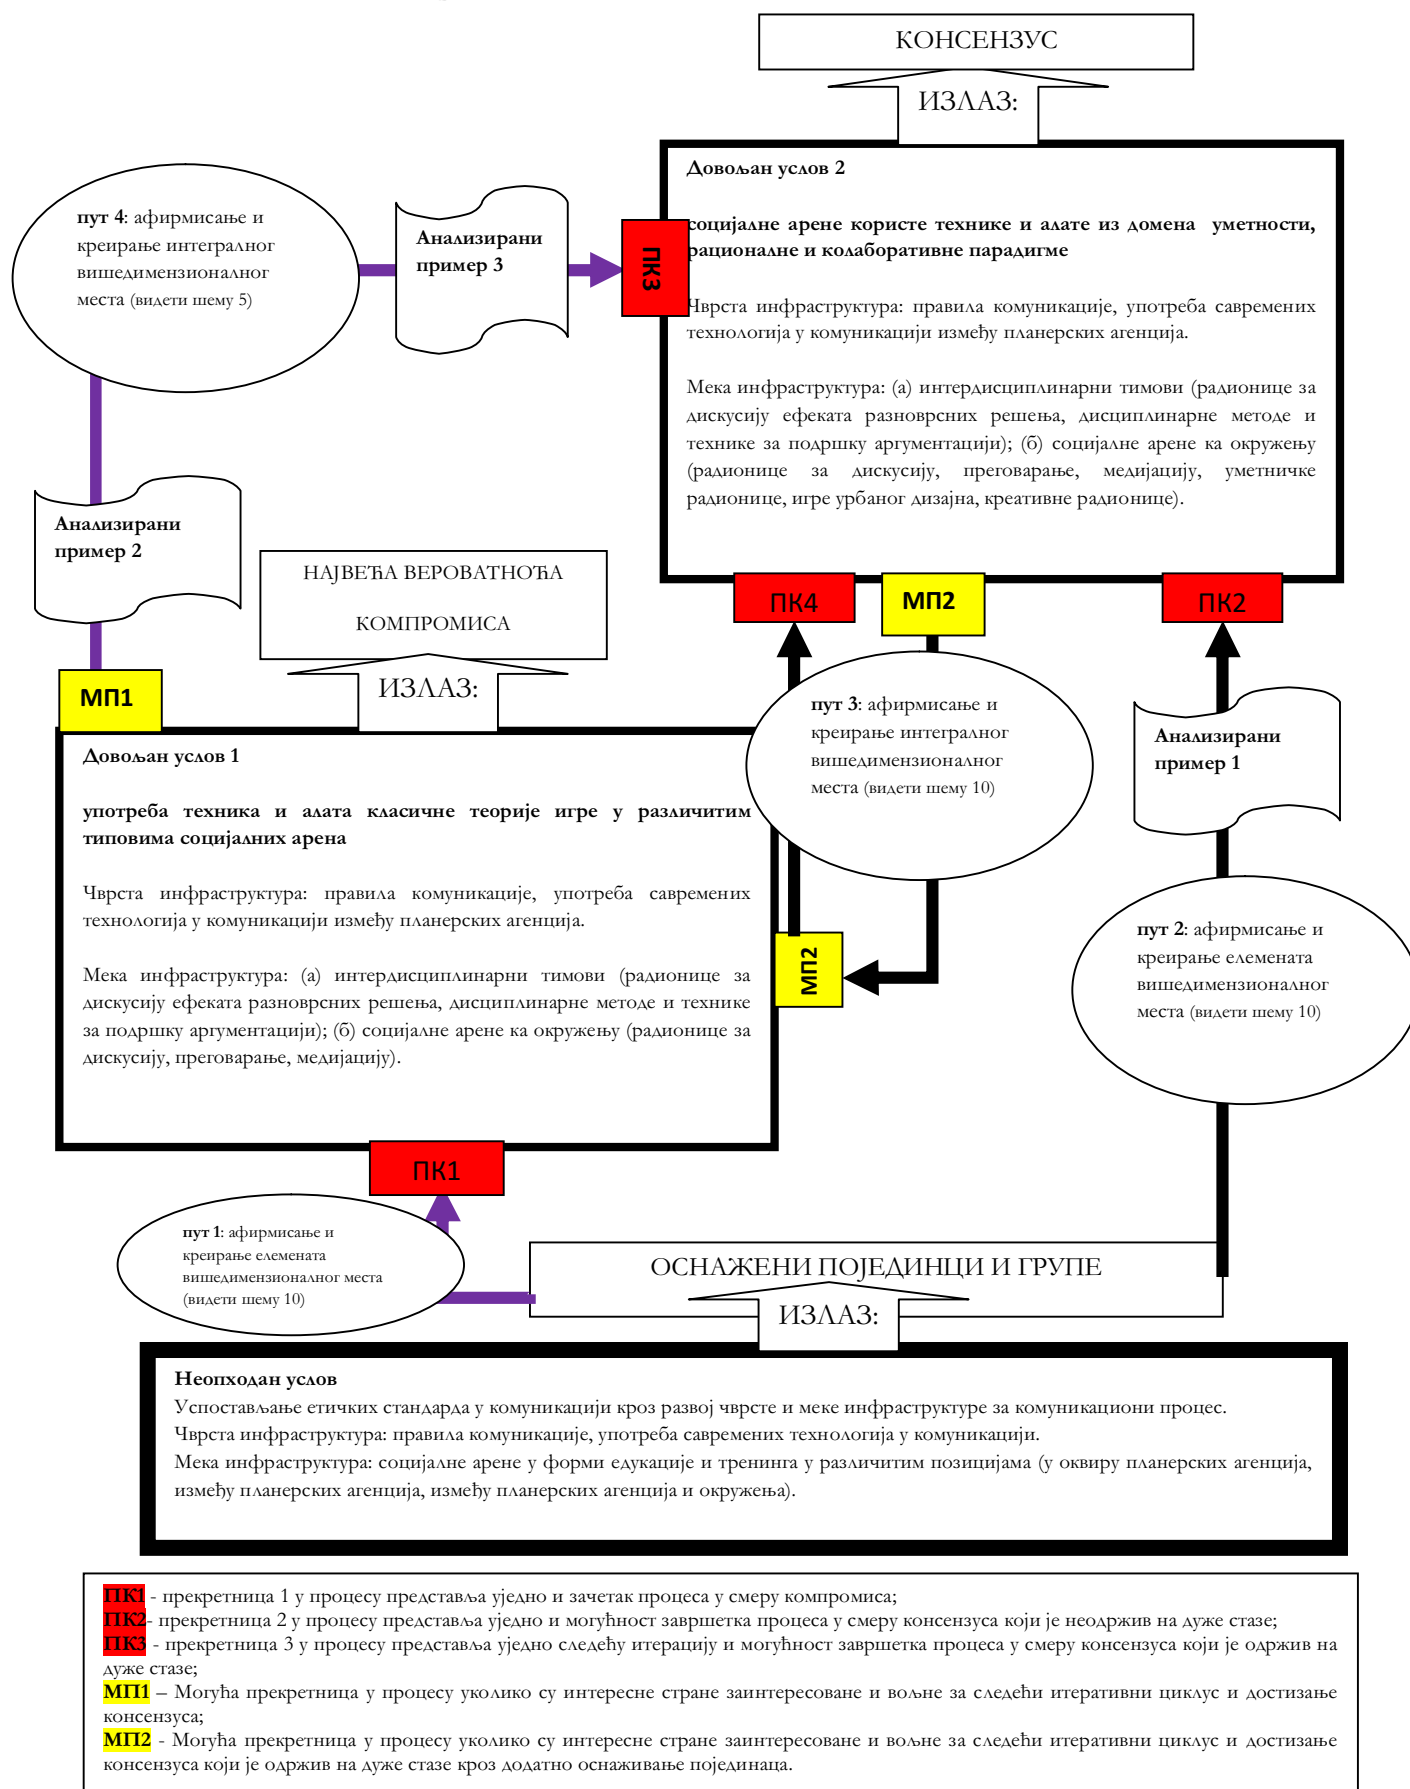 КОНСЕНЗУС
ИЗЛАЗ:
Довољан услов 2
социјалне арене користе технике и алате из домена уметности,
рационалне и колаборативне парадигме
Чврста инфраструктура: правила комуникације, употреба савремених
технологија у комуникацији између планерских агенција.
Мека инфраструктура: (а) интердисциплинарни тимови (радионице за
дискусију ефеката разноврсних решења, дисциплинарне методе и
технике за подршку аргументацији); (б) социјалне арене ка окружењу
(радионице за дискусију, преговарање, медијацију, уметничке
радионице, игре урбаног дизајна, креативне радионице).
пут 4: афирмисање и
креирање интегралног
вишедимензионалног
места (видети шему 5)
Анализирани
пример 3
ПК3
Анализирани
пример 2
НАЈВЕЋА ВЕРОВАТНОЋА
КОМПРОМИСА
ИЗЛАЗ:
МП1
ПК4
МП2
ПК2
пут 3: афирмисање и
креирање интегралног
вишедимензионалног
места (видети шему 10)
Анализирани
пример 1
Довољан услов 1
употреба техника и алата класичне теорије игре у различитим
типовима социјалних арена
Чврста инфраструктура: правила комуникације, употреба савремених
технологија у комуникацији између планерских агенција.
Мека инфраструктура: (а) интердисциплинарни тимови (радионице за
дискусију ефеката разноврсних решења, дисциплинарне методе и технике
за подршку аргументацији); (б) социјалне арене ка окружењу (радионице за
дискусију, преговарање, медијацију).
МП2
пут 2: афирмисање и
креирање елемената
вишедимензионалног
места (видети шему 10)
ПК1
пут 1: афирмисање и
креирање елемената
вишедимензионалног места
(видети шему 10)
ОСНАЖЕНИ ПОЈЕДИНЦИ И ГРУПЕ
ИЗЛАЗ:
Неопходан услов
Успостављање етичких стандарда у комуникацији кроз развој чврсте и меке инфраструктуре за комуникациони процес.
Чврста инфраструктура: правила комуникације, употреба савремених технологија у комуникацији.
Мека инфраструктура: социјалне арене у форми едукације и тренинга у различитим позицијама (у оквиру планерских агенција,
између планерских агенција, између планерских агенција и окружења).
ПК1 - прекретница 1 у процесу представља уједно и зачетак процеса у смеру компромиса;
ПК2- прекретница 2 у процесу представља уједно и могућност завршетка процеса у смеру консензуса који је неодржив на дуже стазе;
ПК3 - прекретница 3 у процесу представља уједно следећу итерацију и могућност завршетка процеса у смеру консензуса који је одржив на
дуже стазе;
МП1 – Могућа прекретница у процесу уколико су интересне стране заинтересоване и вољне за следећи итеративни циклус и достизање
консензуса;
МП2 - Могућа прекретница у процесу уколико су интересне стране заинтересоване и вољне за следећи итеративни циклус и достизање
консензуса који је одржив на дуже стазе кроз додатно оснаживање појединаца.